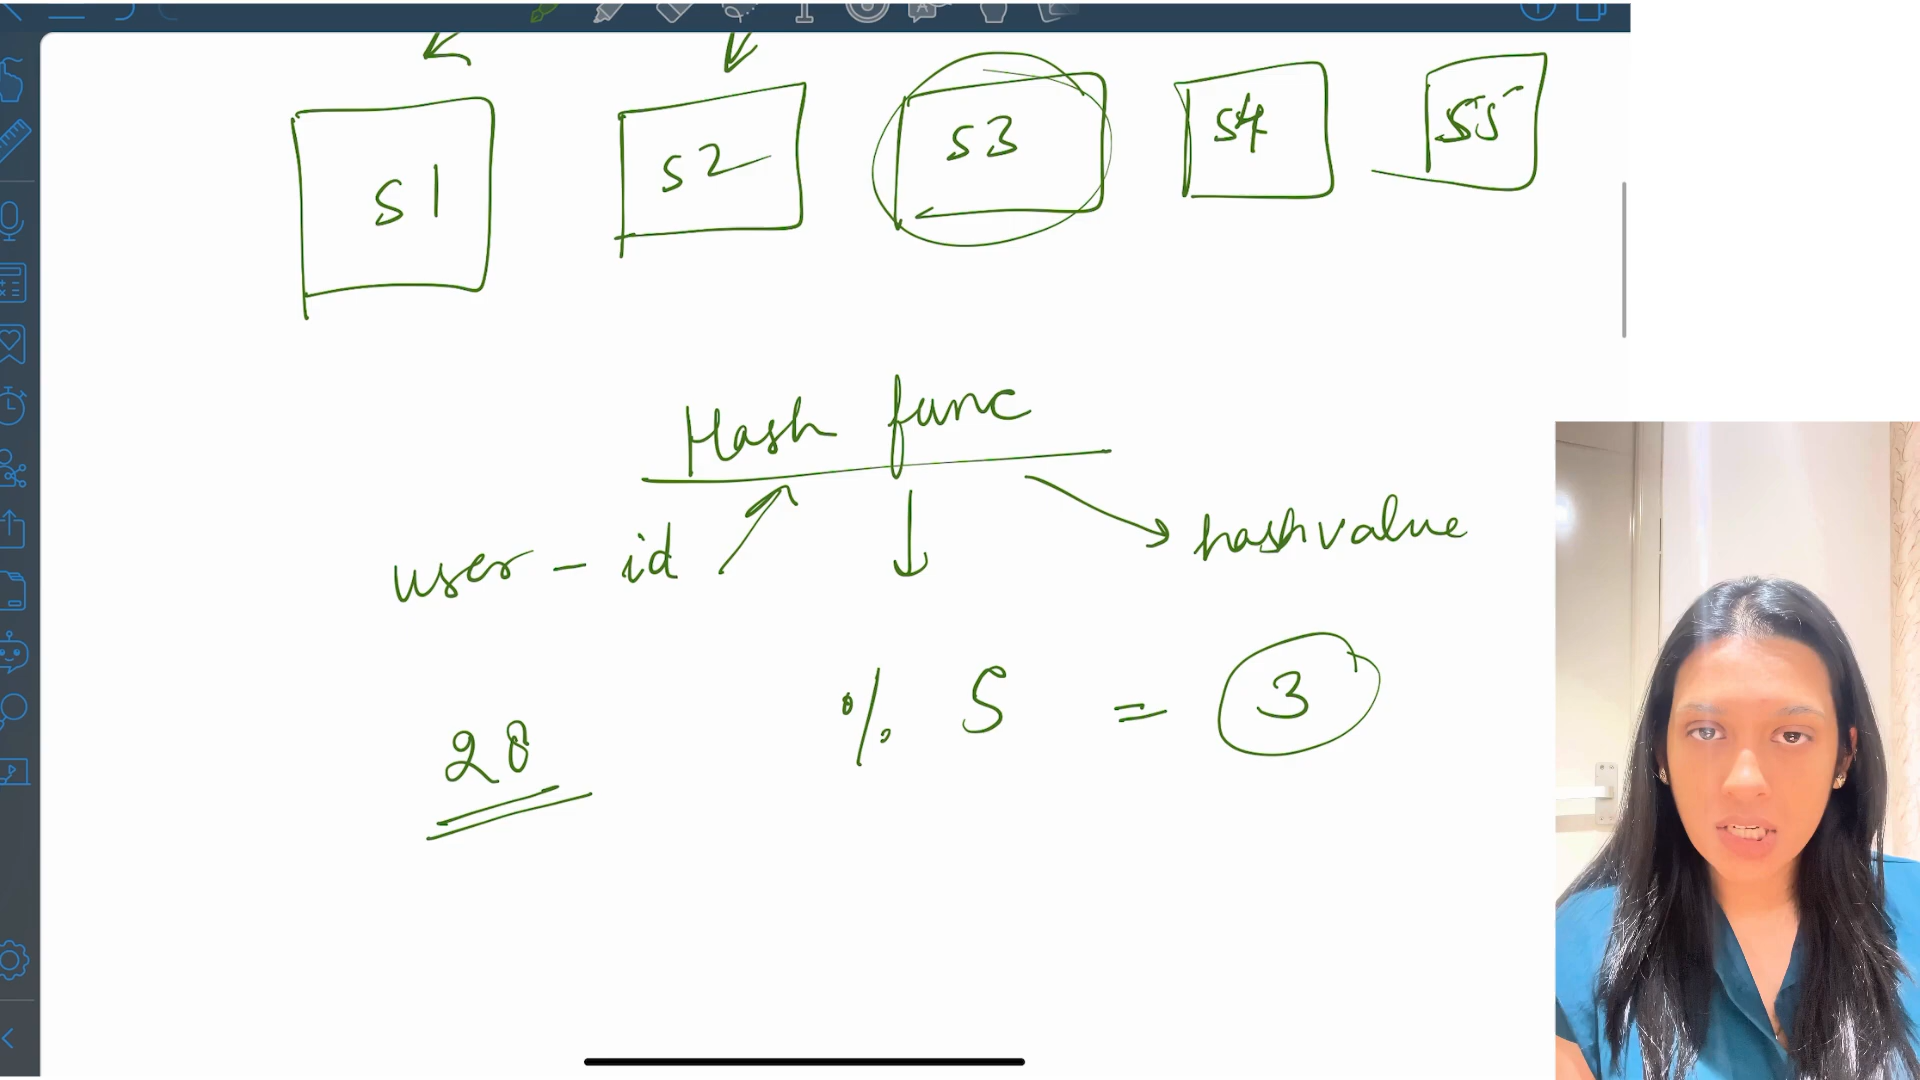 S1 S2 S3 S4 S5
Hash func
user-id hashvalue
28 % 5 = 3